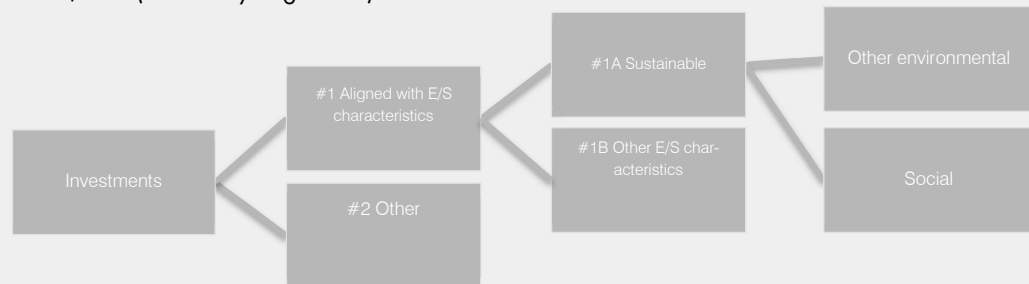 Investments
#1 Aligned with E/S
characteristics
#2 Other
#1A Sustainable
#1B Other E/S char-
acteristics
Other environmental
Social